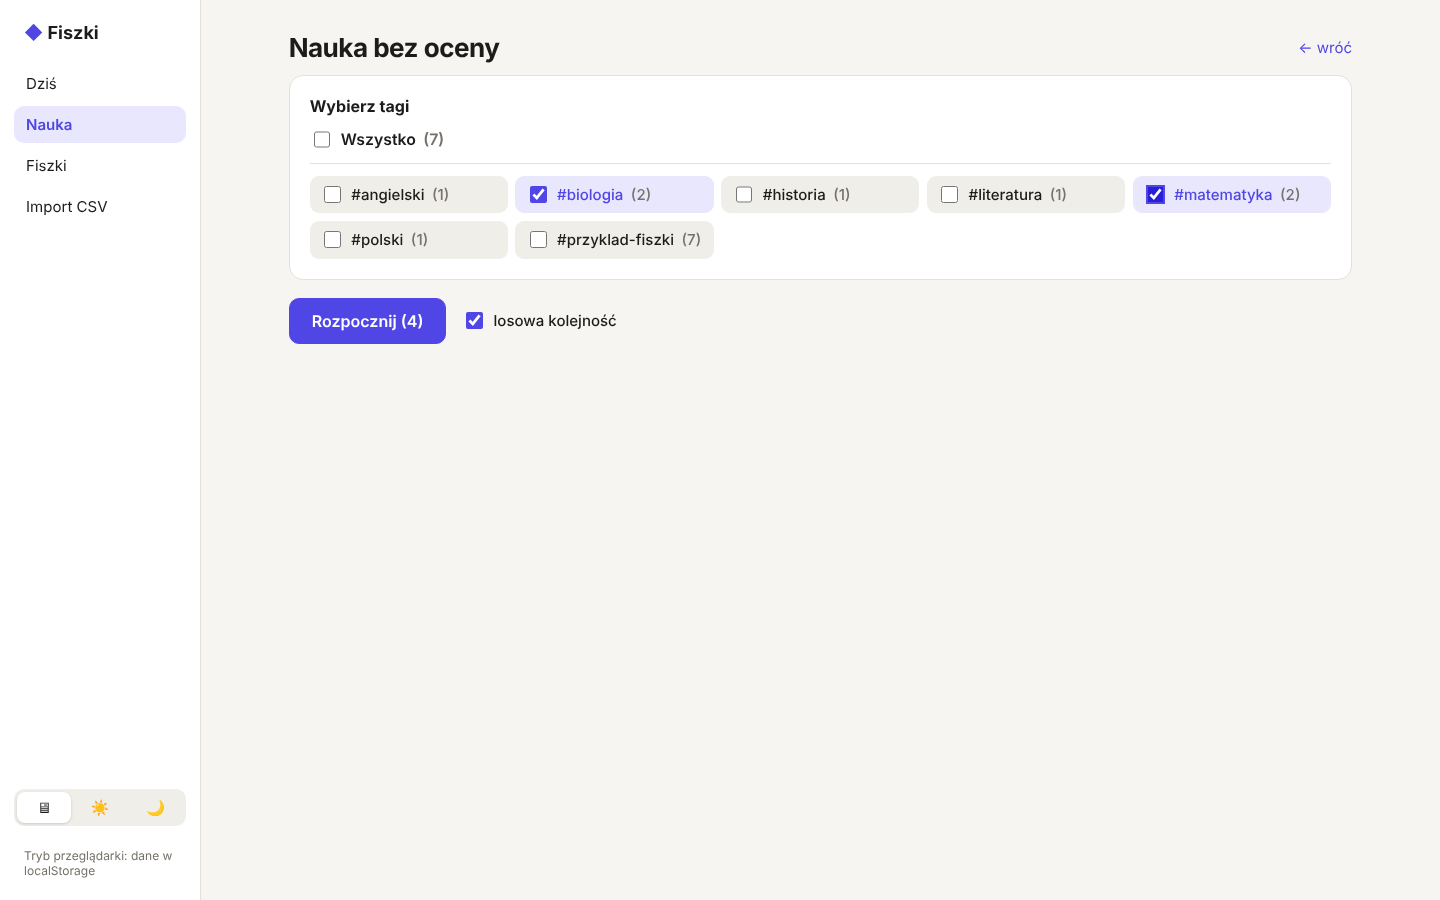 Fiszki
Dziś
Nauka
Fiszki
Import CSV
Tryb przeglądarki: dane w
localStorage
Nauka bez oceny
← wróć
Wybierz tagi
Wszystko (7)
#angielski (1)
#biologia (2)
#historia (1)
#literatura (1)
#matematyka (2)
#polski (1)
#przyklad-fiszki (7)
Rozpocznij (4)
losowa kolejność